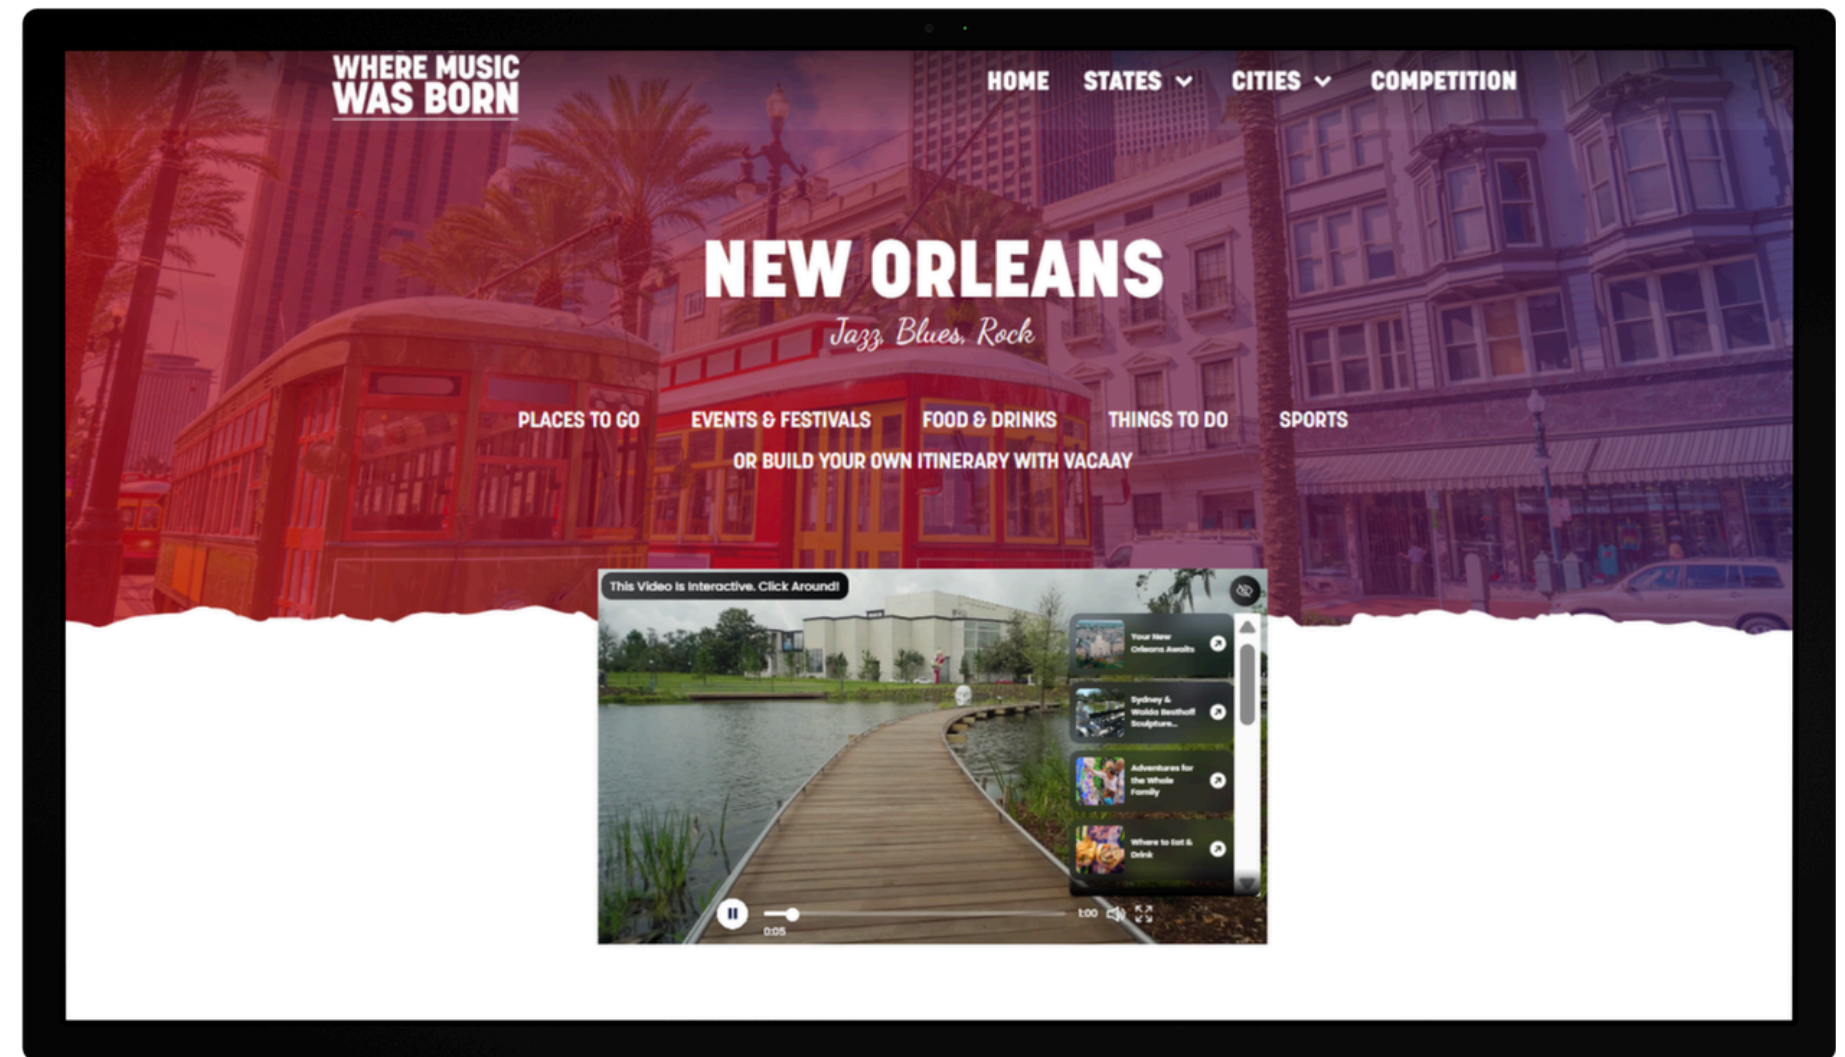 WHERE MUSIC
WAS BORN
HOME STATES CITIES COMPETITION
NEW ORLEANS
Jazz, Blues, Rock
PLACES TO GO EVENTS & FESTIVALS FOOD & DRINKS THINGS TO DO SPORTS
OR BUILD YOUR OWN ITINERARY WITH VACAAY
This Video Is Interactive. Click Around!
Your New
Orleans Awaits
Sydney &
Walda Besthoff
Sculpture...
Adventures for
the Whole
Family
Where to Eat &
Drink
1:00
0:05